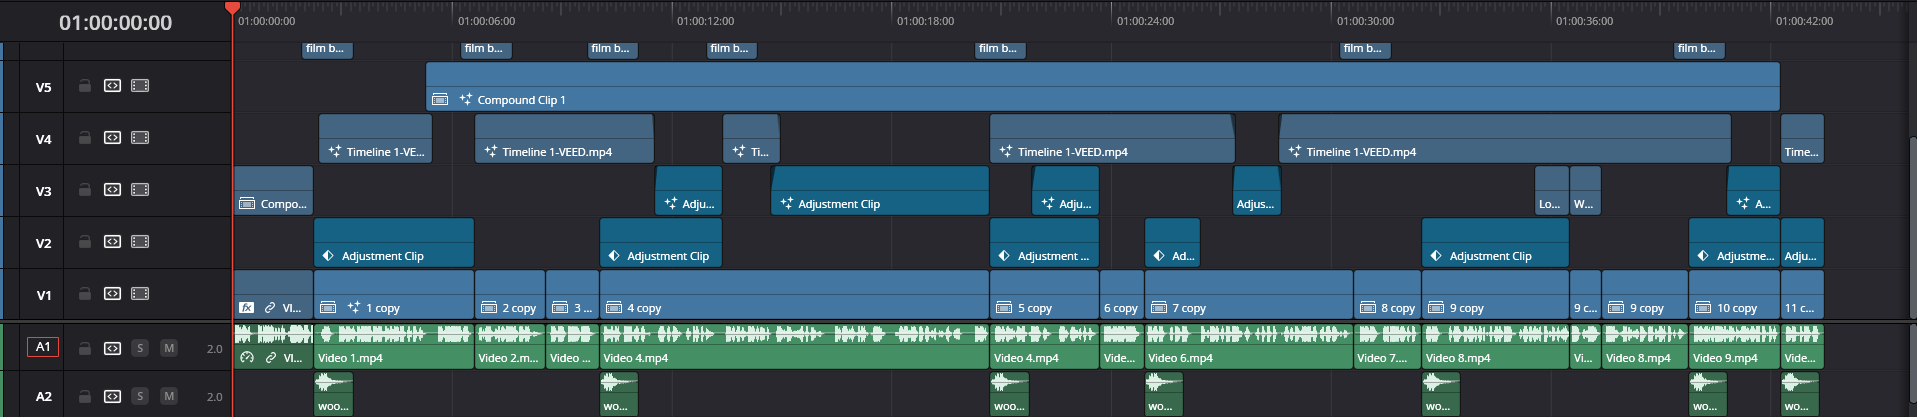 01:00:00:00 01:00:00:00 01:00:06:00 01:00:12:00 01:00:18:00 01:00:24:00 01:00:30:00 01:00:36:00 01:00:42:00
film b... film b... film b... film b... film b... film b... film b...
V5 Compound Clip 1
V4 Timeline 1-VE... Timeline 1-VEED.mp4 Ti... Timeline 1-VEED.mp4 Timeline 1-VEED.mp4 Time...
V3 Compo... Adju... Adjustment Clip Adju... Adjus... Lo... W... A...
V2 Adjustment Clip Adjustment Clip Adjustment ... Ad... Adjustment Clip Adjustme... Adju...
V1 fx VI... 1 copy 2 copy 3 ... 4 copy 5 copy 6 copy 7 copy 8 copy 9 copy 9 c... 9 copy 10 copy 11 c...
A1 S M 2.0 VI... Video 1.mp4 Video 2.m... Video ... Video 4.mp4 Video 4.mp4 Vide... Video 6.mp4 Video 7.... Video 8.mp4 Vi... Video 8.mp4 Video 9.mp4 Vide...
A2 S M 2.0 woo... wo... woo... wo... wo... wo... wo...